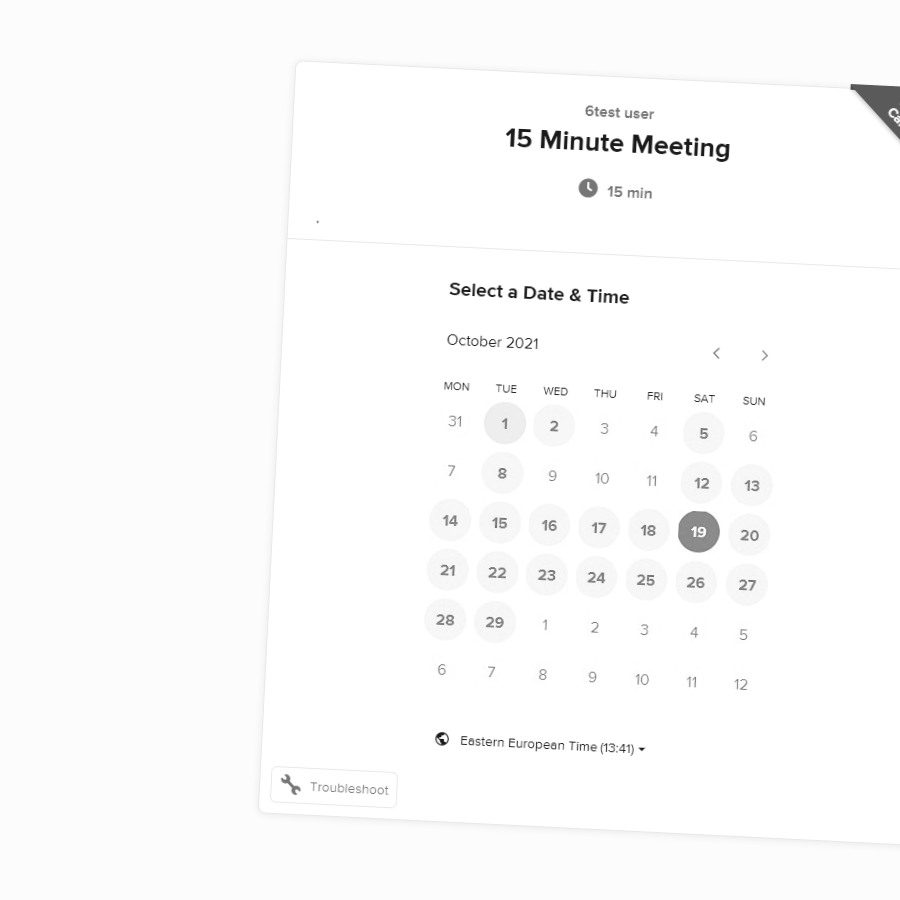 6test user
15 Minute Meeting
15 min
Select a Date & Time
October 2021
MON TUE WED THU FRI SAT SUN
31 1 2 3 4 5 6
7 8 9 10 11 12 13
14 15 16 17 18 19 20
21 22 23 24 25 26 27
28 29 1 2 3 4 5
6 7 8 9 10 11 12
Eastern European Time (13:41)
Troubleshoot